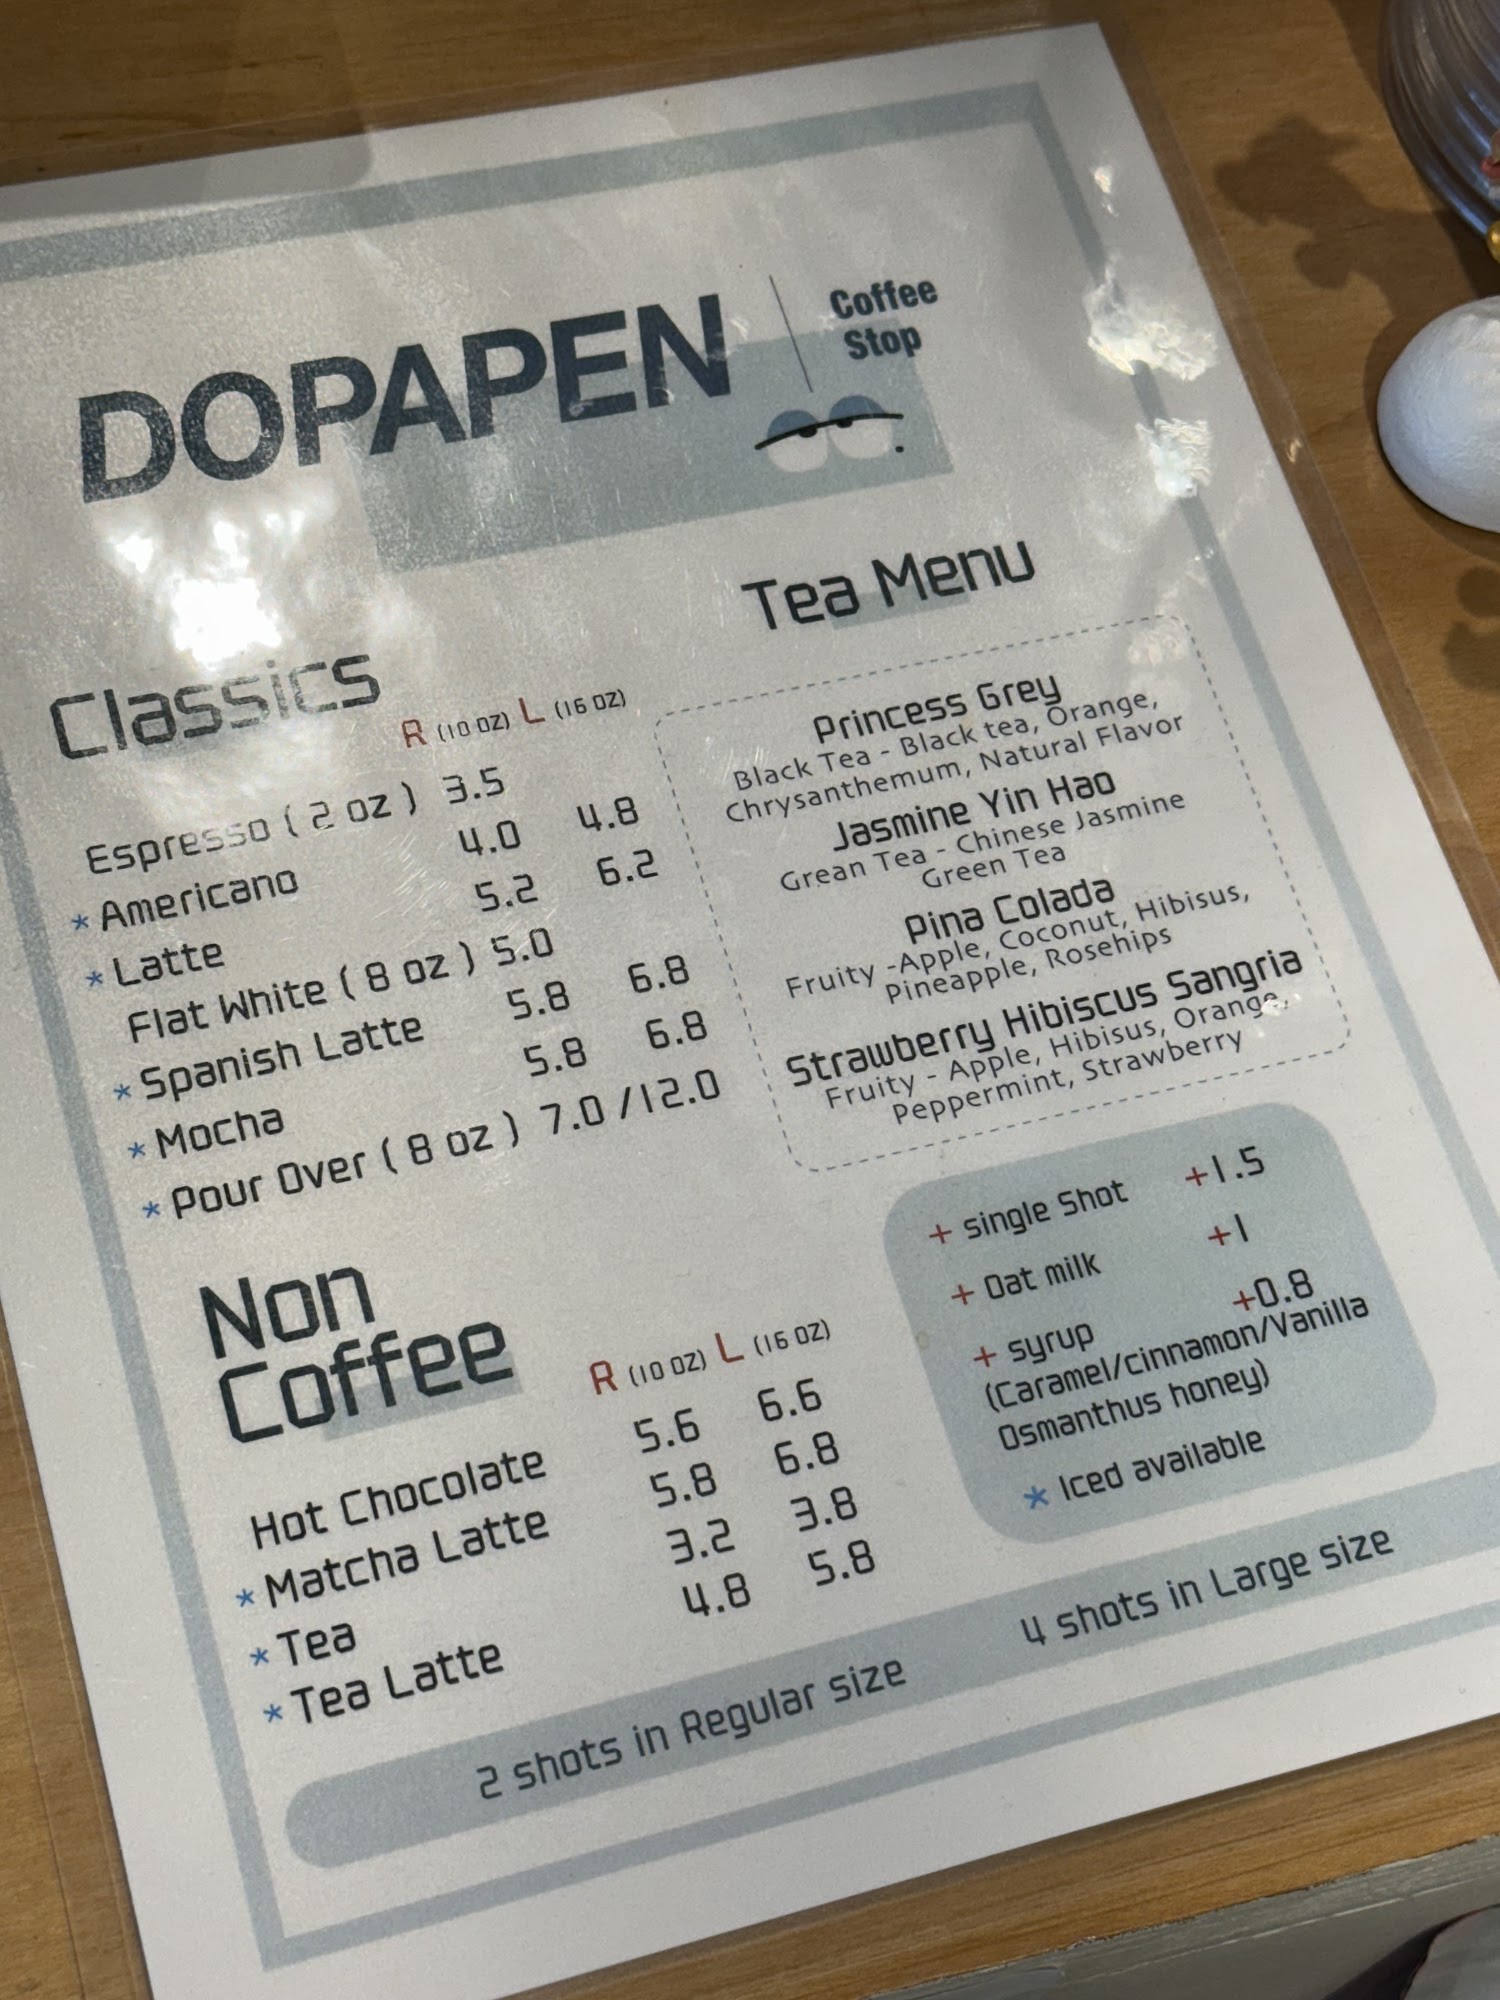 DOPAPEN
Coffee
Stop
Classics
R (10 OZ) L (16 OZ)
Espresso ( 2 oz ) 3.5
* Americano 4.0 4.8
* Latte 5.2 6.2
Flat White ( 8 oz ) 5.0
* Spanish Latte 5.8 6.8
* Mocha 5.8 6.8
* Pour Over ( 8 oz ) 7.0 /12.0
Tea Menu
Princess Grey
Black Tea - Black tea, Orange,
Chrysanthemum, Natural Flavor
Jasmine Yin Hao
Grean Tea - Chinese Jasmine
Green Tea
Pina Colada
Fruity -Apple, Coconut, Hibisus,
Pineapple, Rosehips
Strawberry Hibiscus Sangria
Fruity - Apple, Hibisus, Orange,
Peppermint, Strawberry
+ single Shot +1.5
+ Oat milk +1
+ syrup +0.8
(Caramel/cinnamon/Vanilla
Osmanthus honey)
* Iced available
Non
Coffee
R (10 OZ) L (16 OZ)
Hot Chocolate 5.6 6.6
* Matcha Latte 5.8 6.8
* Tea 3.2 3.8
* Tea Latte 4.8 5.8
2 shots in Regular size 4 shots in Large size